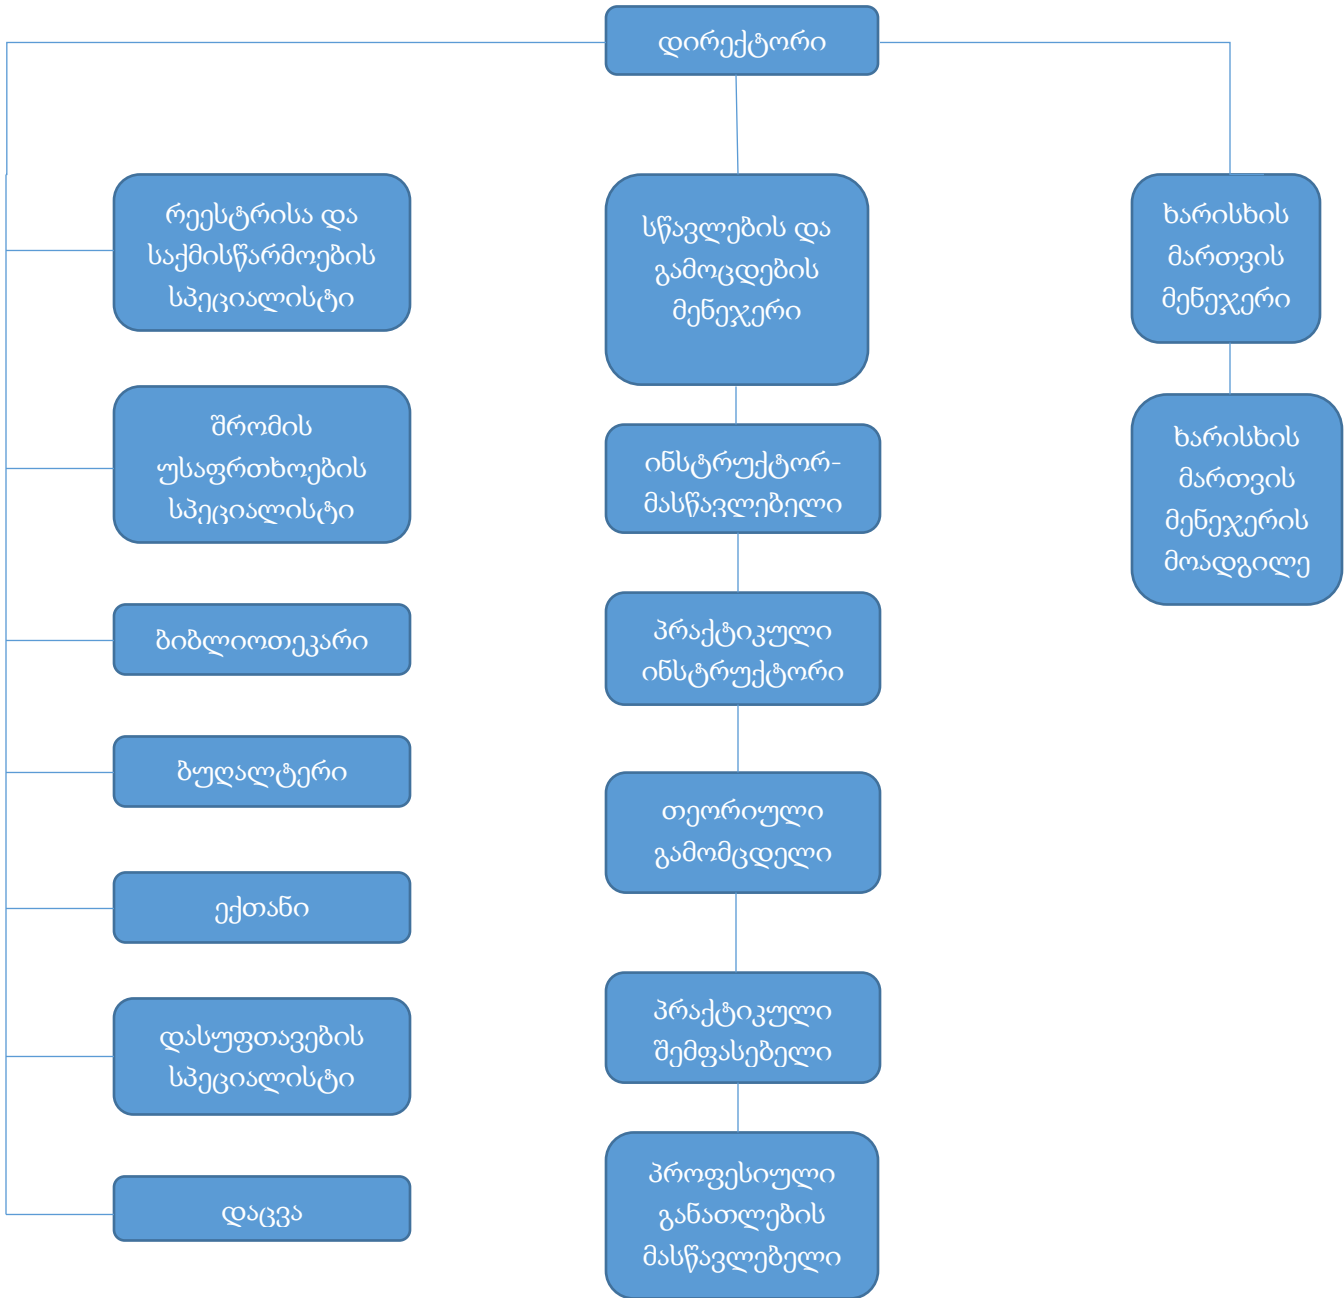 დირექტორი
რეესტრისა და
საქმისწარმოების
სპეციალისტი
შრომის
უსაფრთხოების
სპეციალისტი
ბიბლიოთეკარი
ბუღალტერი
ექთანი
დასუფთავების
სპეციალისტი
დაცვა
სწავლების და
გამოცდების
მენეჯერი
ინსტრუქტორ-
მასწავლებელი
პრაქტიკული
ინსტრუქტორი
თეორიული
გამომცდელი
პრაქტიკული
შემფასებელი
პროფესიული
განათლების
მასწავლებელი
ხარისხის
მართვის
მენეჯერი
ხარისხის
მართვის
მენეჯერის
მოადგილე